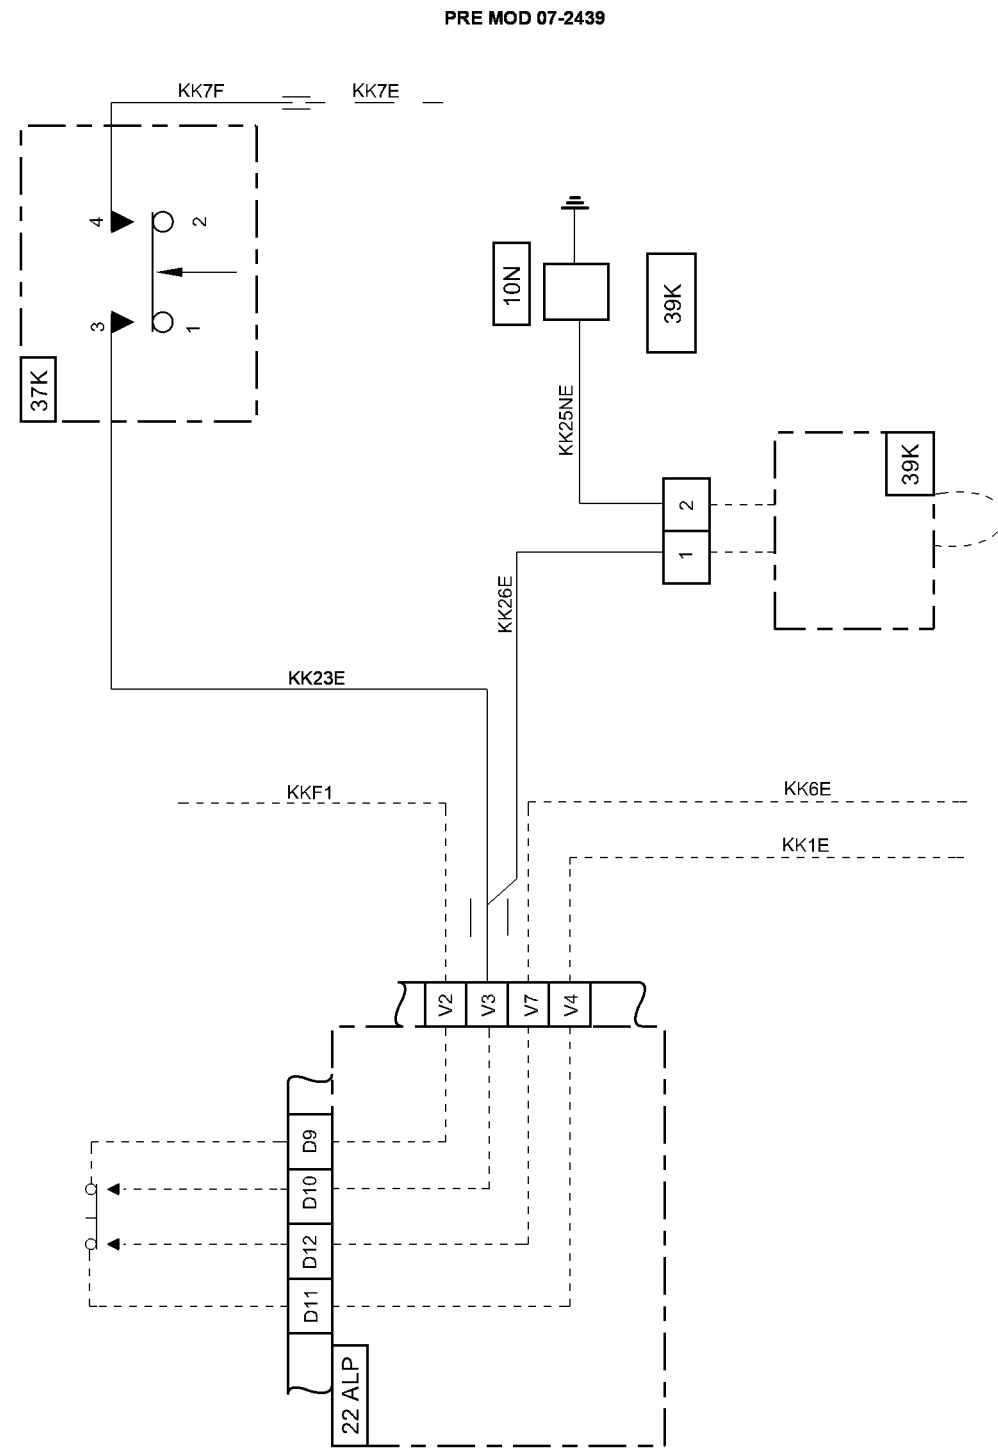 PRE MOD 07-2439
KK7F
KK7E
4
2
3
1
37K
10N
39K
KK25NE
39K
2
1
KK26E
KK23E
KKF1
KK6E
KK1E
V2
V3
V7
V4
D9
D10
D12
D11
22 ALP